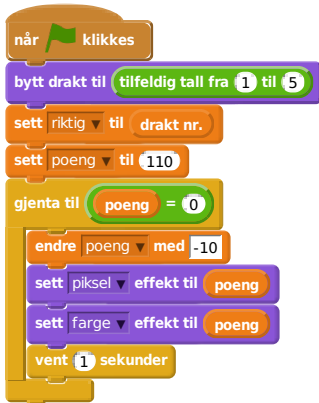 når klikkes
bytt drakt til tilfeldig tall fra 1 til 5
sett riktig til drakt nr.
sett poeng til 110
gjenta til poeng = 0
endre poeng med -10
sett piksel effekt til poeng
sett farge effekt til poeng
vent 1 sekunder